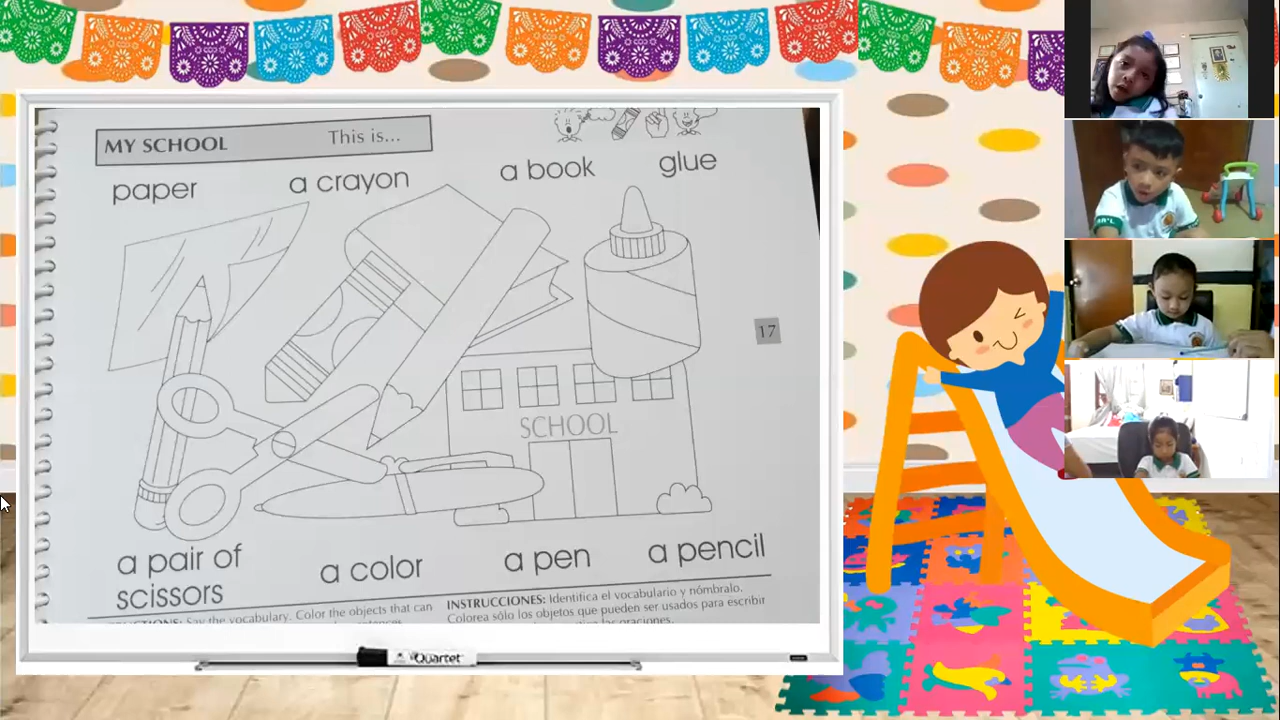 MY SCHOOL This is...
paper a crayon a book glue
17
SCHOOL
a pair of
scissors
a color a pen a pencil
Say the vocabulary. Color the objects that can
INSTRUCCIONES: Identifica el vocabulario y nómbralo.
Colorea sólo los objetos que pueden ser usados para escribir
Quartet